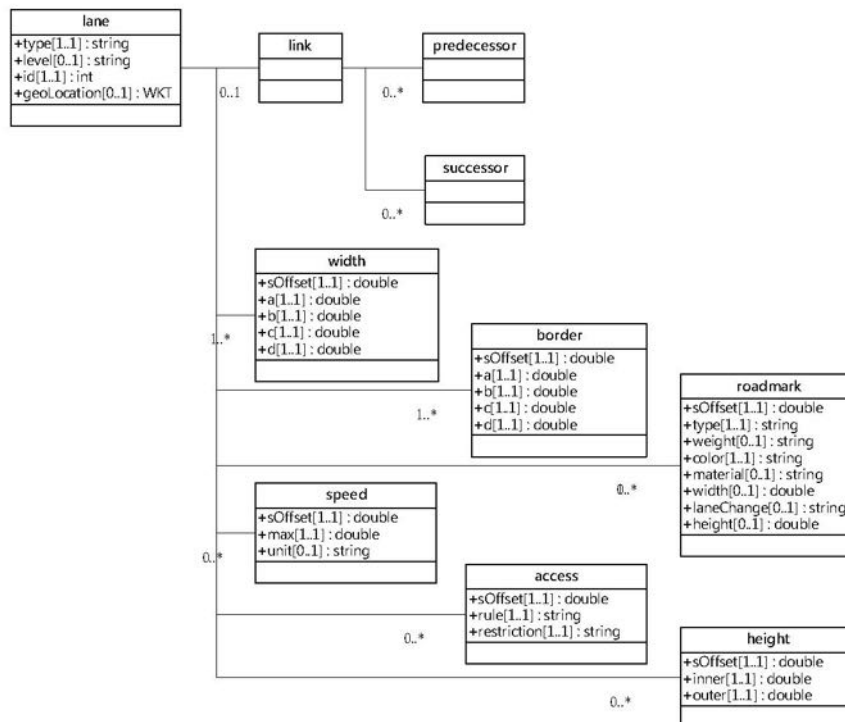 lane
+type[1..1] : string
+level[0..1] : string
+id[1..1] : int
+geoLocation[0..1] : WKT
link
0..1
predecessor
0..*
successor
0..*
width
+sOffset[1..1] : double
+a[1..1] : double
+b[1..1] : double
+c[1..1] : double
+d[1..1] : double
1..*
border
+sOffset[1..1] : double
+a[1..1] : double
+b[1..1] : double
+c[1..1] : double
+d[1..1] : double
1..*
roadmark
+sOffset[1..1] : double
+type[1..1] : string
+weight[0..1] : string
+color[1..1] : string
+material[0..1] : string
+width[0..1] : double
+laneChange[0..1] : string
+height[0..1] : double
0..*
speed
+sOffset[1..1] : double
+max[1..1] : double
+unit[0..1] : string
0..*
access
+sOffset[1..1] : double
+rule[1..1] : string
+restriction[1..1] : string
0..*
height
+sOffset[1..1] : double
+inner[1..1] : double
+outer[1..1] : double
0..*